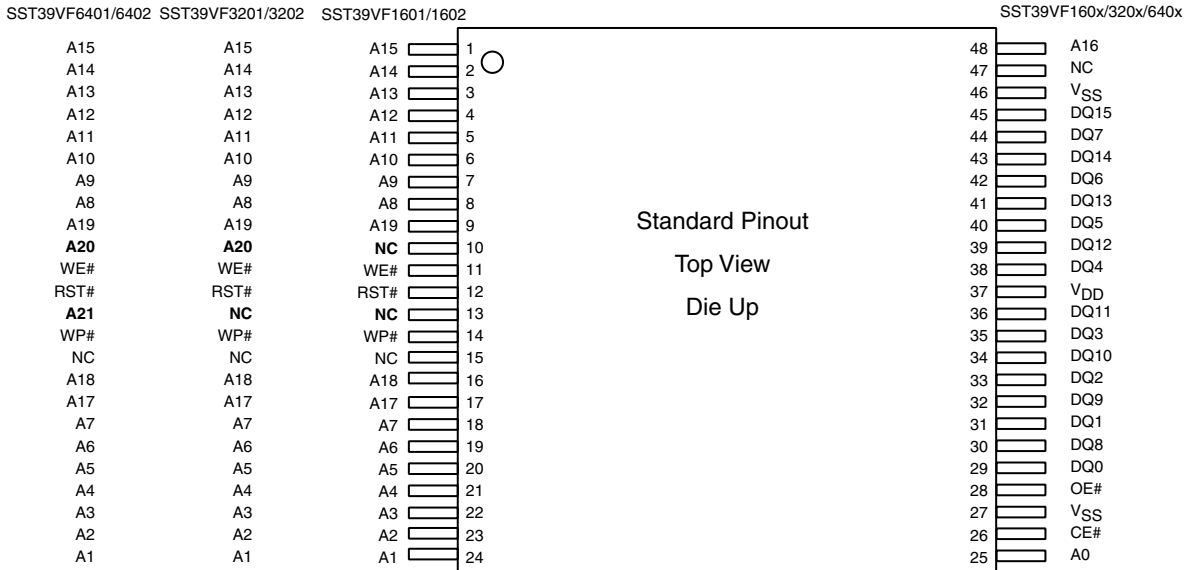 SST39VF6401/6402 SST39VF3201/3202 SST39VF1601/1602 SST39VF160x/320x/640x
A15 A15 A15 1 48 A16
A14 A14 A14 2 47 NC
A13 A13 A13 3 46 VSS
A12 A12 A12 4 45 DQ15
A11 A11 A11 5 44 DQ7
A10 A10 A10 6 43 DQ14
A9 A9 A9 7 42 DQ6
A8 A8 A8 8 41 DQ13
A19 A19 A19 9 Standard Pinout 40 DQ5
A20 A20 NC 10 39 DQ12
WE# WE# WE# 11 Top View 38 DQ4
RST# RST# RST# 12 37 VDD
A21 NC NC 13 Die Up 36 DQ11
WP# WP# WP# 14 35 DQ3
NC NC NC 15 34 DQ10
A18 A18 A18 16 33 DQ2
A17 A17 A17 17 32 DQ9
A7 A7 A7 18 31 DQ1
A6 A6 A6 19 30 DQ8
A5 A5 A5 20 29 DQ0
A4 A4 A4 21 28 OE#
A3 A3 A3 22 27 VSS
A2 A2 A2 23 26 CE#
A1 A1 A1 24 25 A0